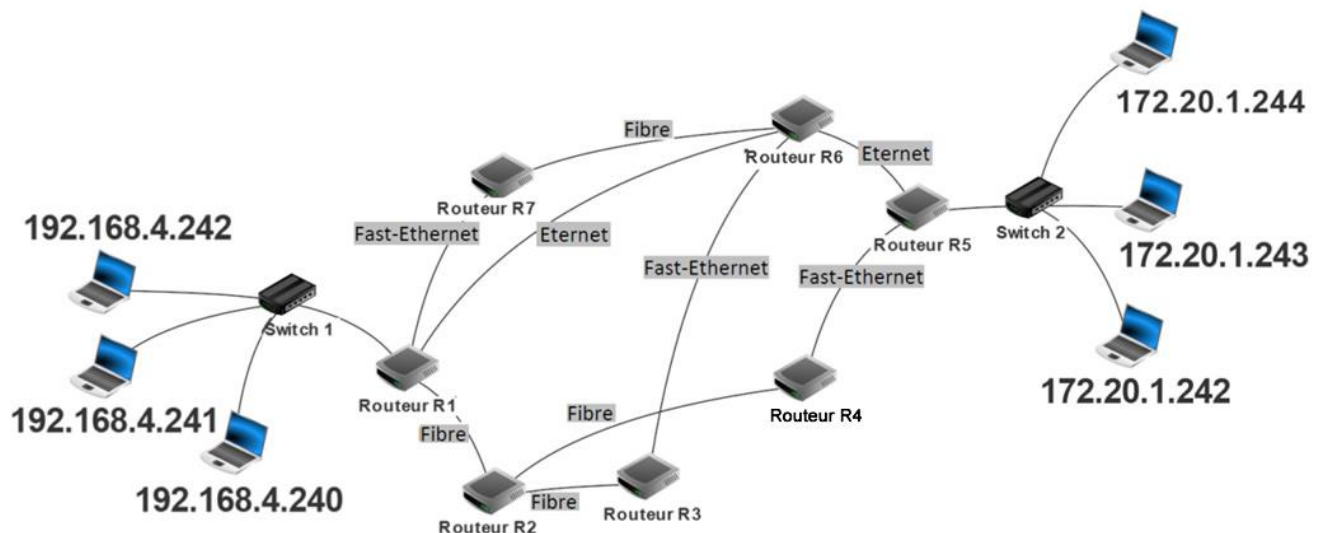 172.20.1.244
Fibre
Routeur R6
Eternet
172.20.1.243
Routeur R7
Routeur R5
Switch 2
192.168.4.242
Fast-Ethernet
Eternet
Fast-Ethernet
Fast-Ethernet
Switch 1
192.168.4.241
Routeur R1
172.20.1.242
Fibre
Routeur R4
Fibre
192.168.4.240
Fibre
Routeur R3
Routeur R2